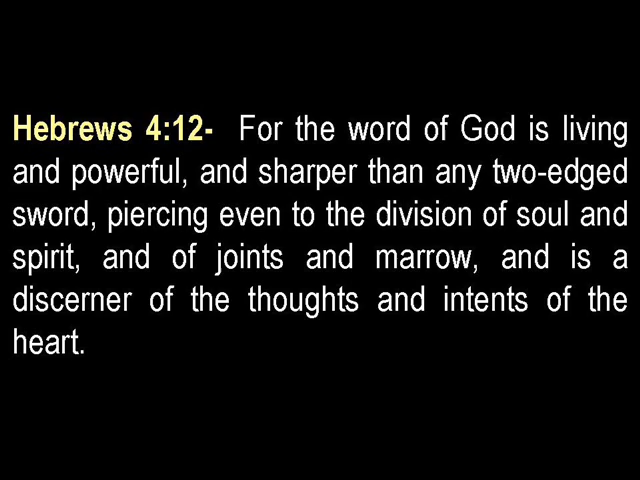 Hebrews 4:12- For the word of God is living
and powerful, and sharper than any two-edged
sword, piercing even to the division of soul and
spirit, and of joints and marrow, and is a
discerner of the thoughts and intents of the
heart.